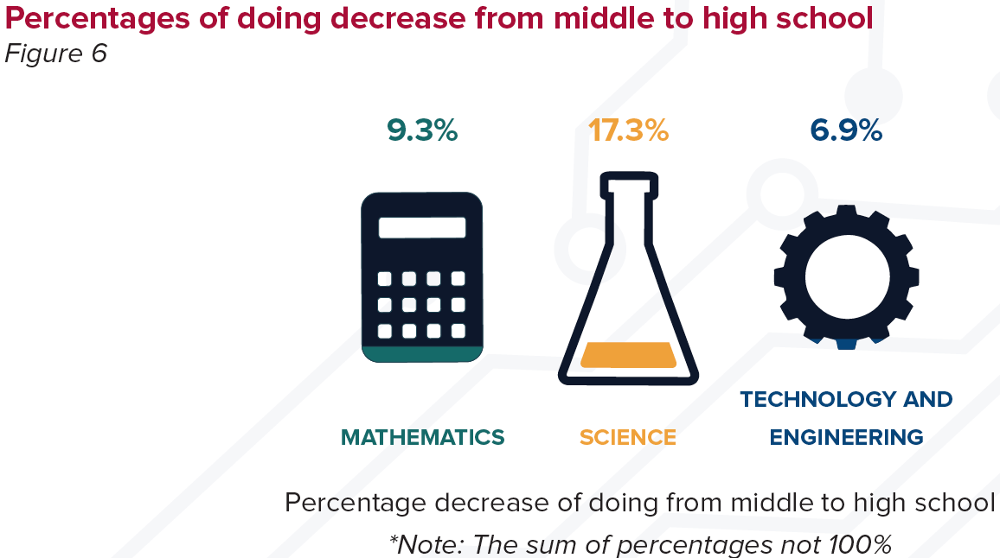 Percentages of doing decrease from middle to high school
Figure 6
9.3%
17.3%
6.9%
MATHEMATICS
SCIENCE
TECHNOLOGY AND
ENGINEERING
Percentage decrease of doing from middle to high school
*Note: The sum of percentages not 100%